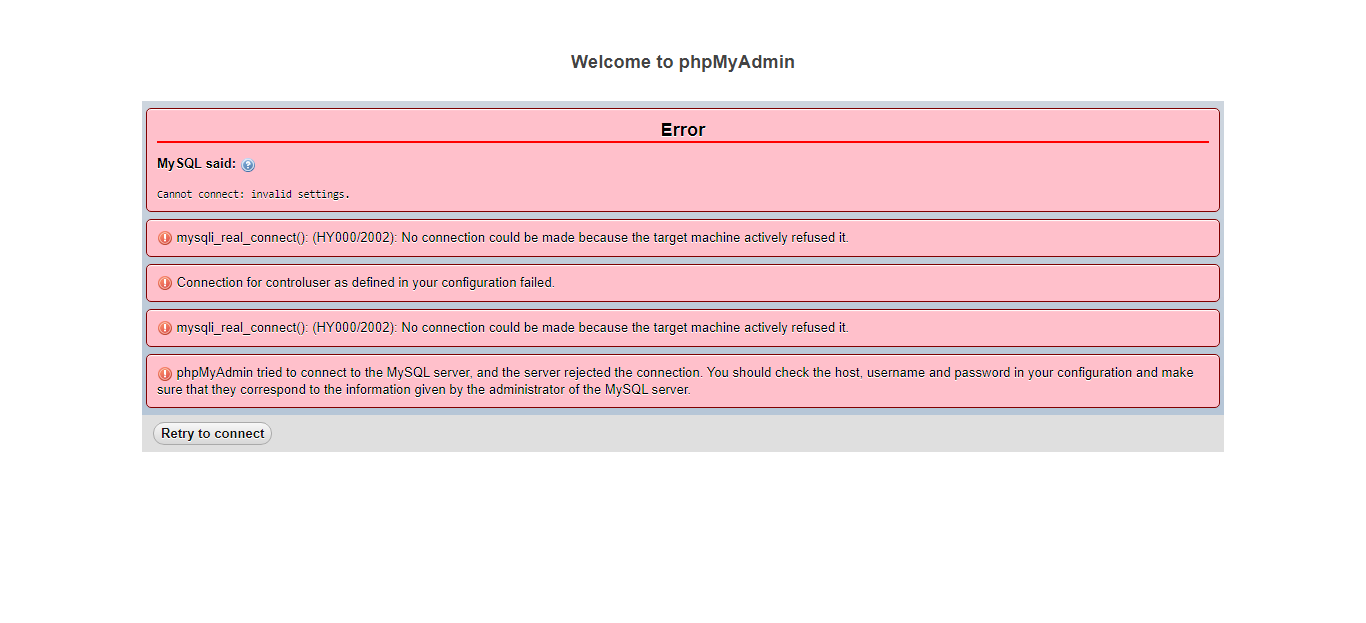 Welcome to phpMyAdmin
Error
MySQL said:
Cannot connect: invalid settings.
mysqli_real_connect(): (HY000/2002): No connection could be made because the target machine actively refused it.
Connection for controluser as defined in your configuration failed.
mysqli_real_connect(): (HY000/2002): No connection could be made because the target machine actively refused it.
phpMyAdmin tried to connect to the MySQL server, and the server rejected the connection. You should check the host, username and password in your configuration and make
sure that they correspond to the information given by the administrator of the MySQL server.
Retry to connect